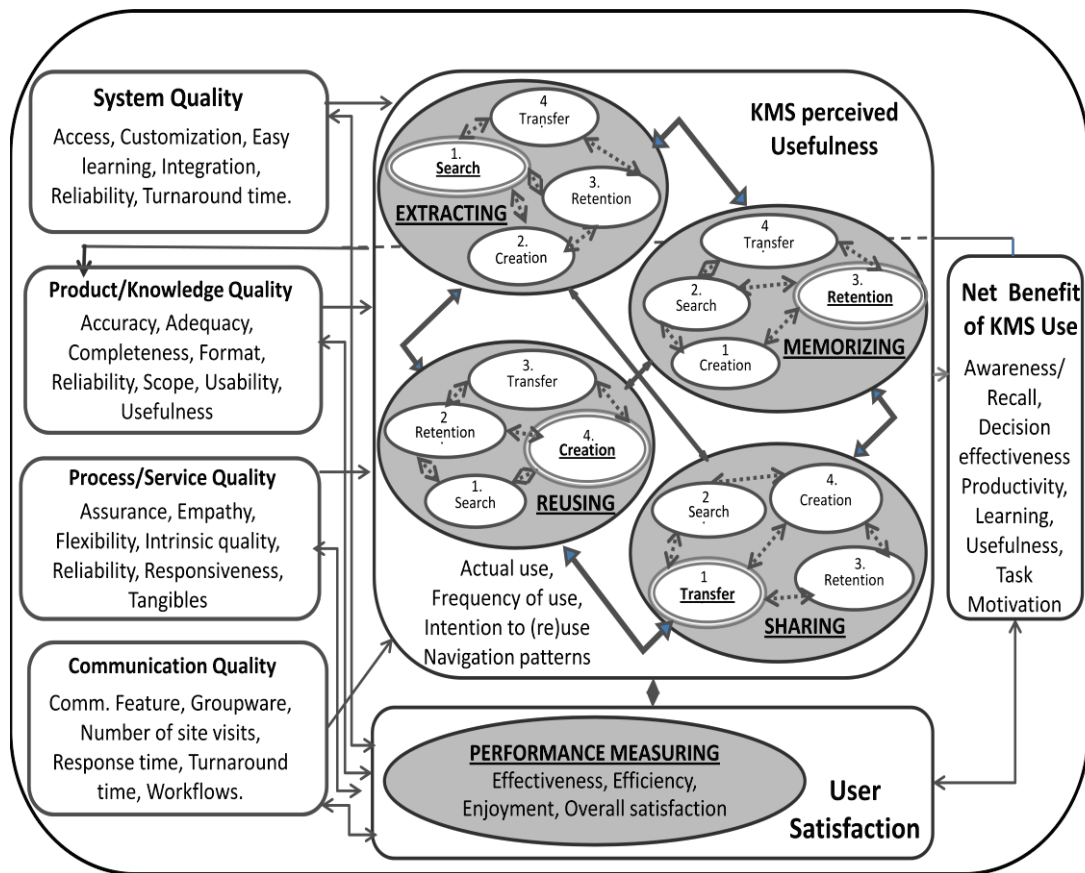 System Quality
Access, Customization, Easy
learning, Integration,
Reliability, Turnaround time.
Product/Knowledge Quality
Accuracy, Adequacy,
Completeness, Format,
Reliability, Scope, Usability,
Usefulness
Process/Service Quality
Assurance, Empathy,
Flexibility, Intrinsic quality,
Reliability, Responsiveness,
Tangibles
Communication Quality
Comm. Feature, Groupware,
Number of site visits,
Response time, Turnaround
time, Workflows.
KMS perceived
Usefulness
4
Transfer
1.
Search
3.
Retention
EXTRACTING
2.
Creation
4
Transfer
2.
Search
3.
Retention
MEMORIZING
1
Creation
3.
Transfer
2
Retention
4.
Creation
1.
Search
REUSING
2
Search
4.
Creation
1
Transfer
3.
Retention
SHARING
Actual use,
Frequency of use,
Intention to (re)use
Navigation patterns
PERFORMANCE MEASURING
Effectiveness, Efficiency,
Enjoyment, Overall satisfaction
User
Satisfaction
Net Benefit
of KMS Use
Awareness/
Recall,
Decision
effectiveness
Productivity,
Learning,
Usefulness,
Task
Motivation